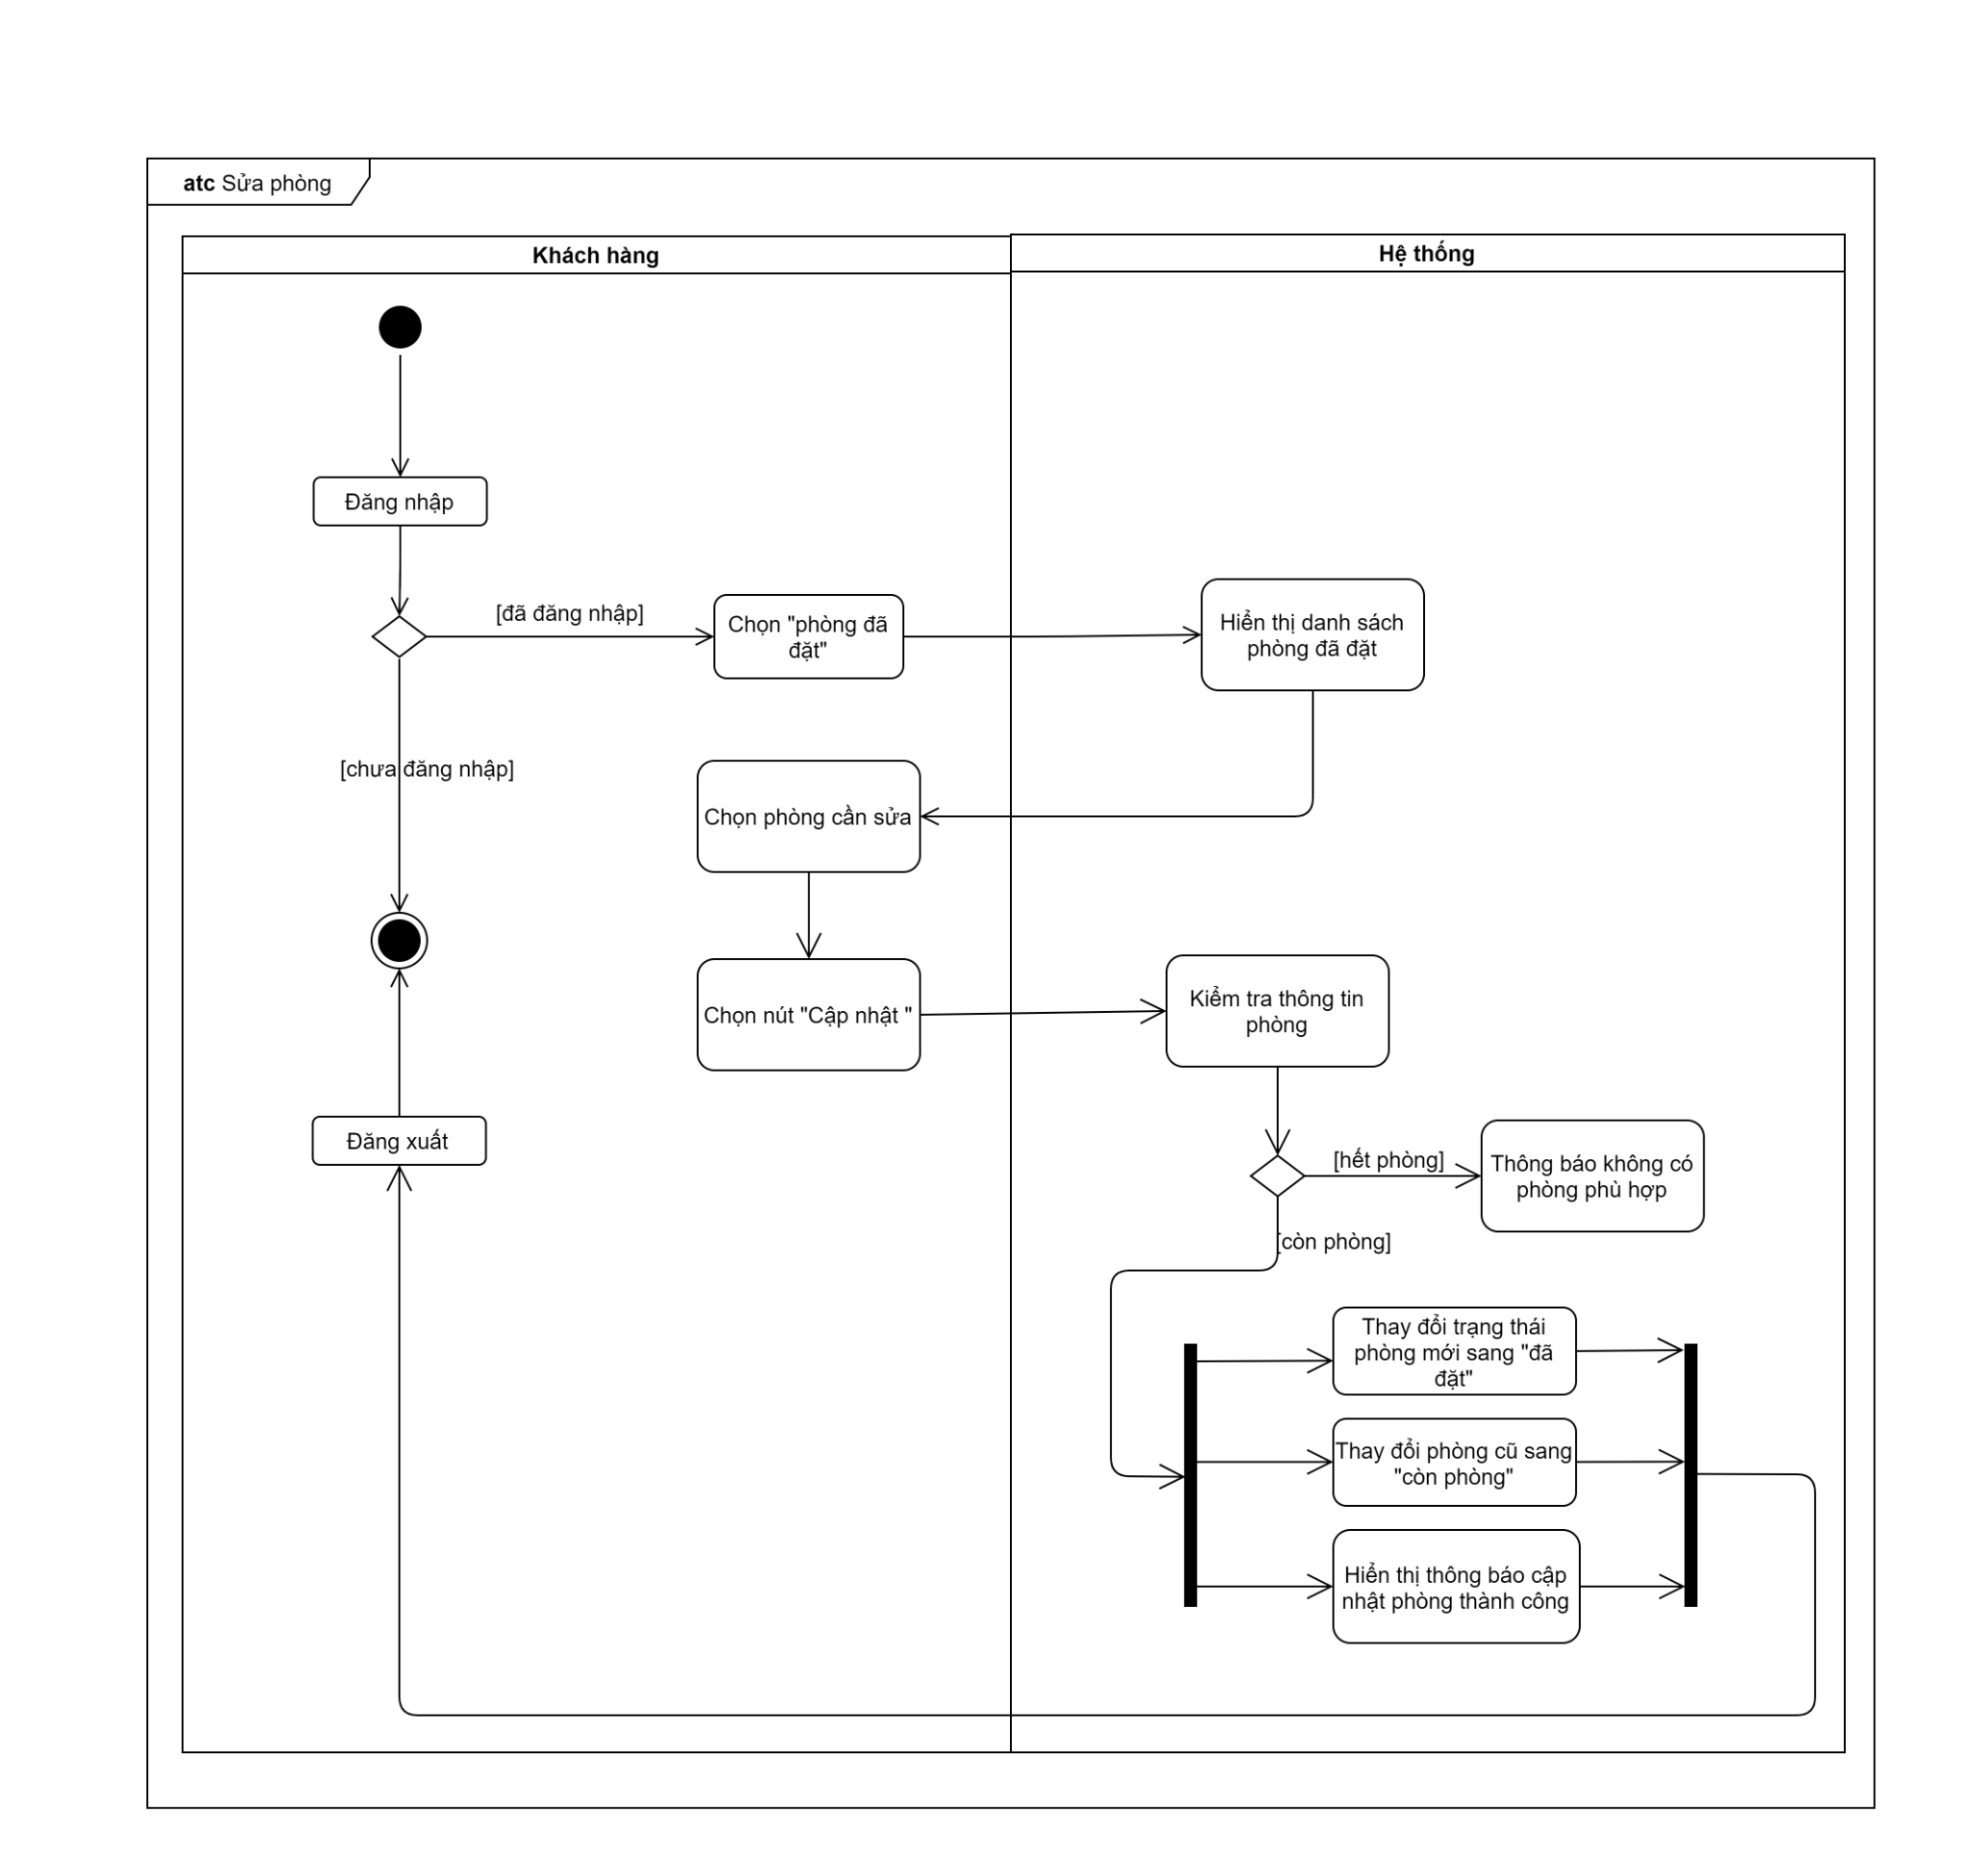 atc Sửa phòng
Khách hàng
Hệ thống
Đăng nhập
[đã đăng nhập]
Chọn "phòng đã
đặt"
Hiển thị danh sách
phòng đã đặt
[chưa đăng nhập]
Chọn phòng cần sửa
Chọn nút "Cập nhật "
Kiểm tra thông tin
phòng
Đăng xuất
[hết phòng]
Thông báo không có
phòng phù hợp
[còn phòng]
Thay đổi trạng thái
phòng mới sang "đã
đặt"
Thay đổi phòng cũ sang
"còn phòng"
Hiển thị thông báo cập
nhật phòng thành công